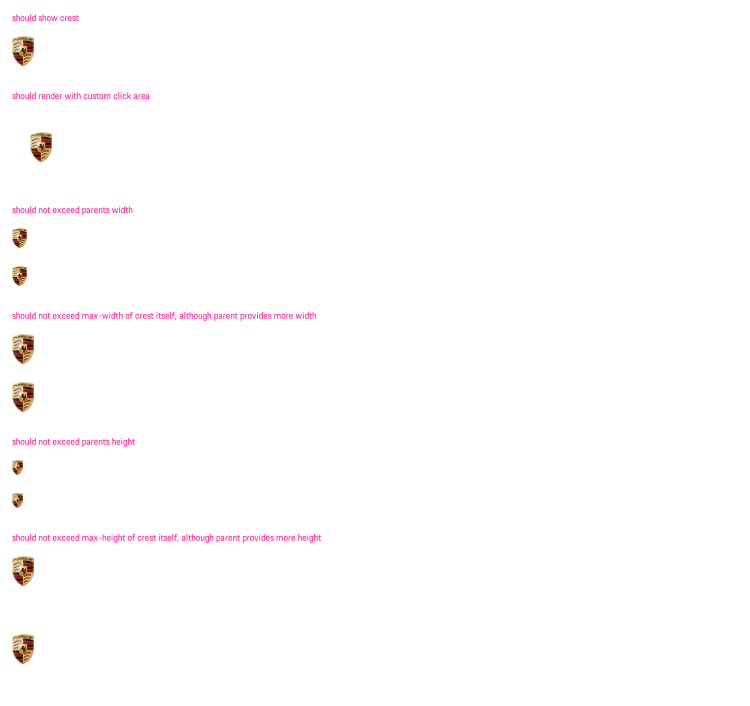 should show crest
should render with custom click area
should not exceed parents width
should not exceed max-width of crest itself, although parent provides more width
should not exceed parents height
should not exceed max-height of crest itself, although parent provides more height